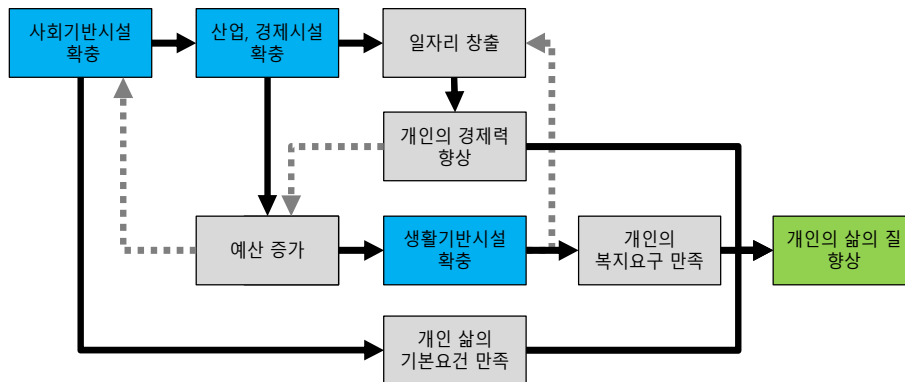 사회기반시설
확충
산업, 경제시설
확충
일자리 창출
개인의 경제력
향상
예산 증가
생활기반시설
확충
개인의
복지요구 만족
개인의 삶의 질
향상
개인 삶의
기본요건 만족